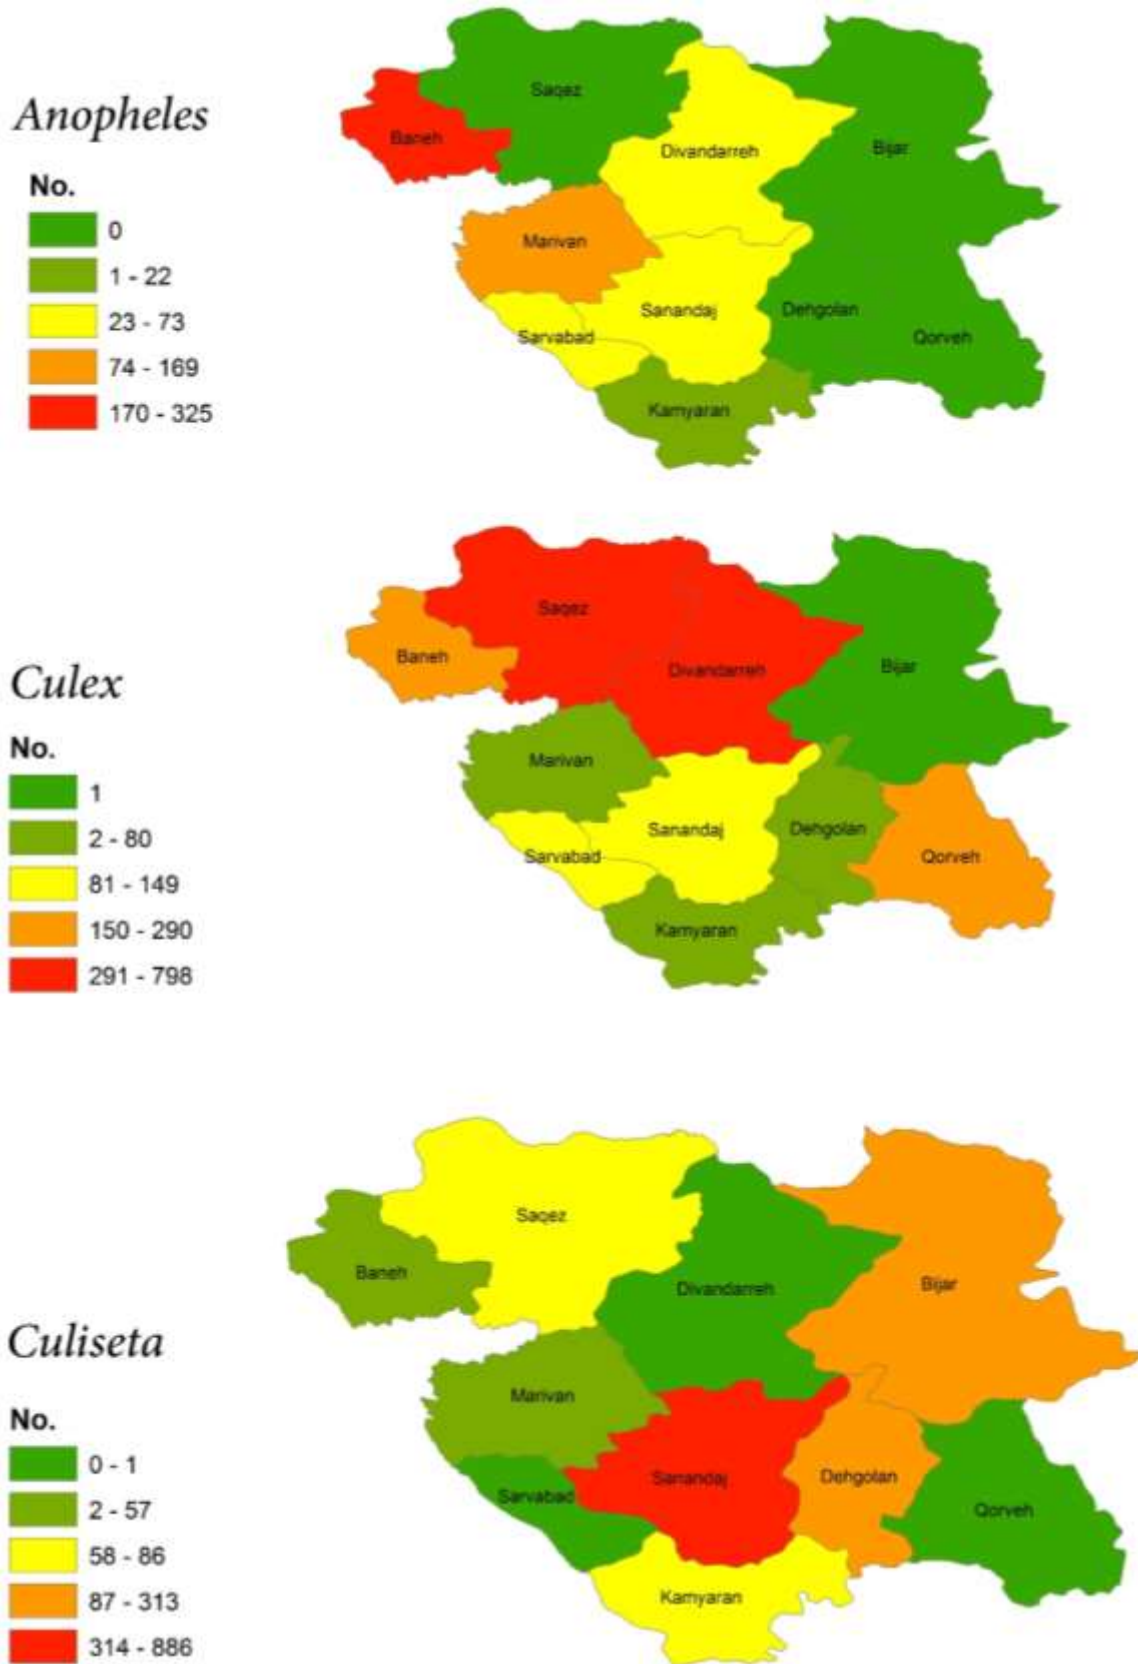 Anopheles
No.
0
1 - 22
23 - 73
74 - 169
170 - 325
Saqez
Baneh
Divandarreh
Bijar
Marivan
Sanandaj
Dehgolan
Sarvabad
Qorveh
Kamyaran
Culex
No.
1
2 - 80
81 - 149
150 - 290
291 - 798
Saqez
Baneh
Divandarreh
Bijar
Marivan
Sanandaj
Dehgolan
Sarvabad
Qorveh
Kamyaran
Culiseta
No.
0 - 1
2 - 57
58 - 86
87 - 313
314 - 886
Saqez
Baneh
Divandarreh
Bijar
Marivan
Sanandaj
Dehgolan
Sarvabad
Qorveh
Kamyaran